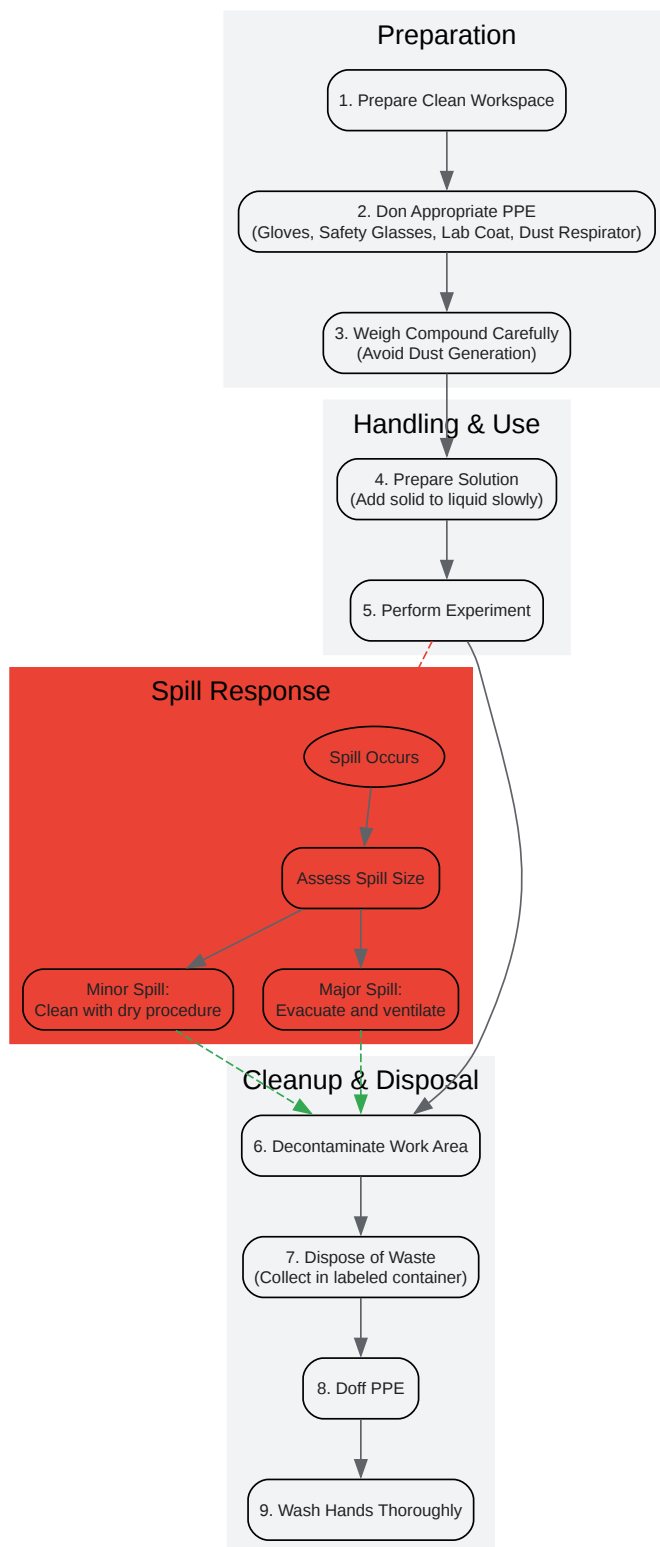 Preparation
1. Prepare Clean Workspace
2. Don Appropriate PPE
(Gloves, Safety Glasses, Lab Coat, Dust Respirator)
3. Weigh Compound Carefully
(Avoid Dust Generation)
Handling & Use
4. Prepare Solution
(Add solid to liquid slowly)
5. Perform Experiment
Spill Response
Spill Occurs
Assess Spill Size
Minor Spill:
Clean with dry procedure
Major Spill:
Evacuate and ventilate
Cleanup & Disposal
6. Decontaminate Work Area
7. Dispose of Waste
(Collect in labeled container)
8. Doff PPE
9. Wash Hands Thoroughly